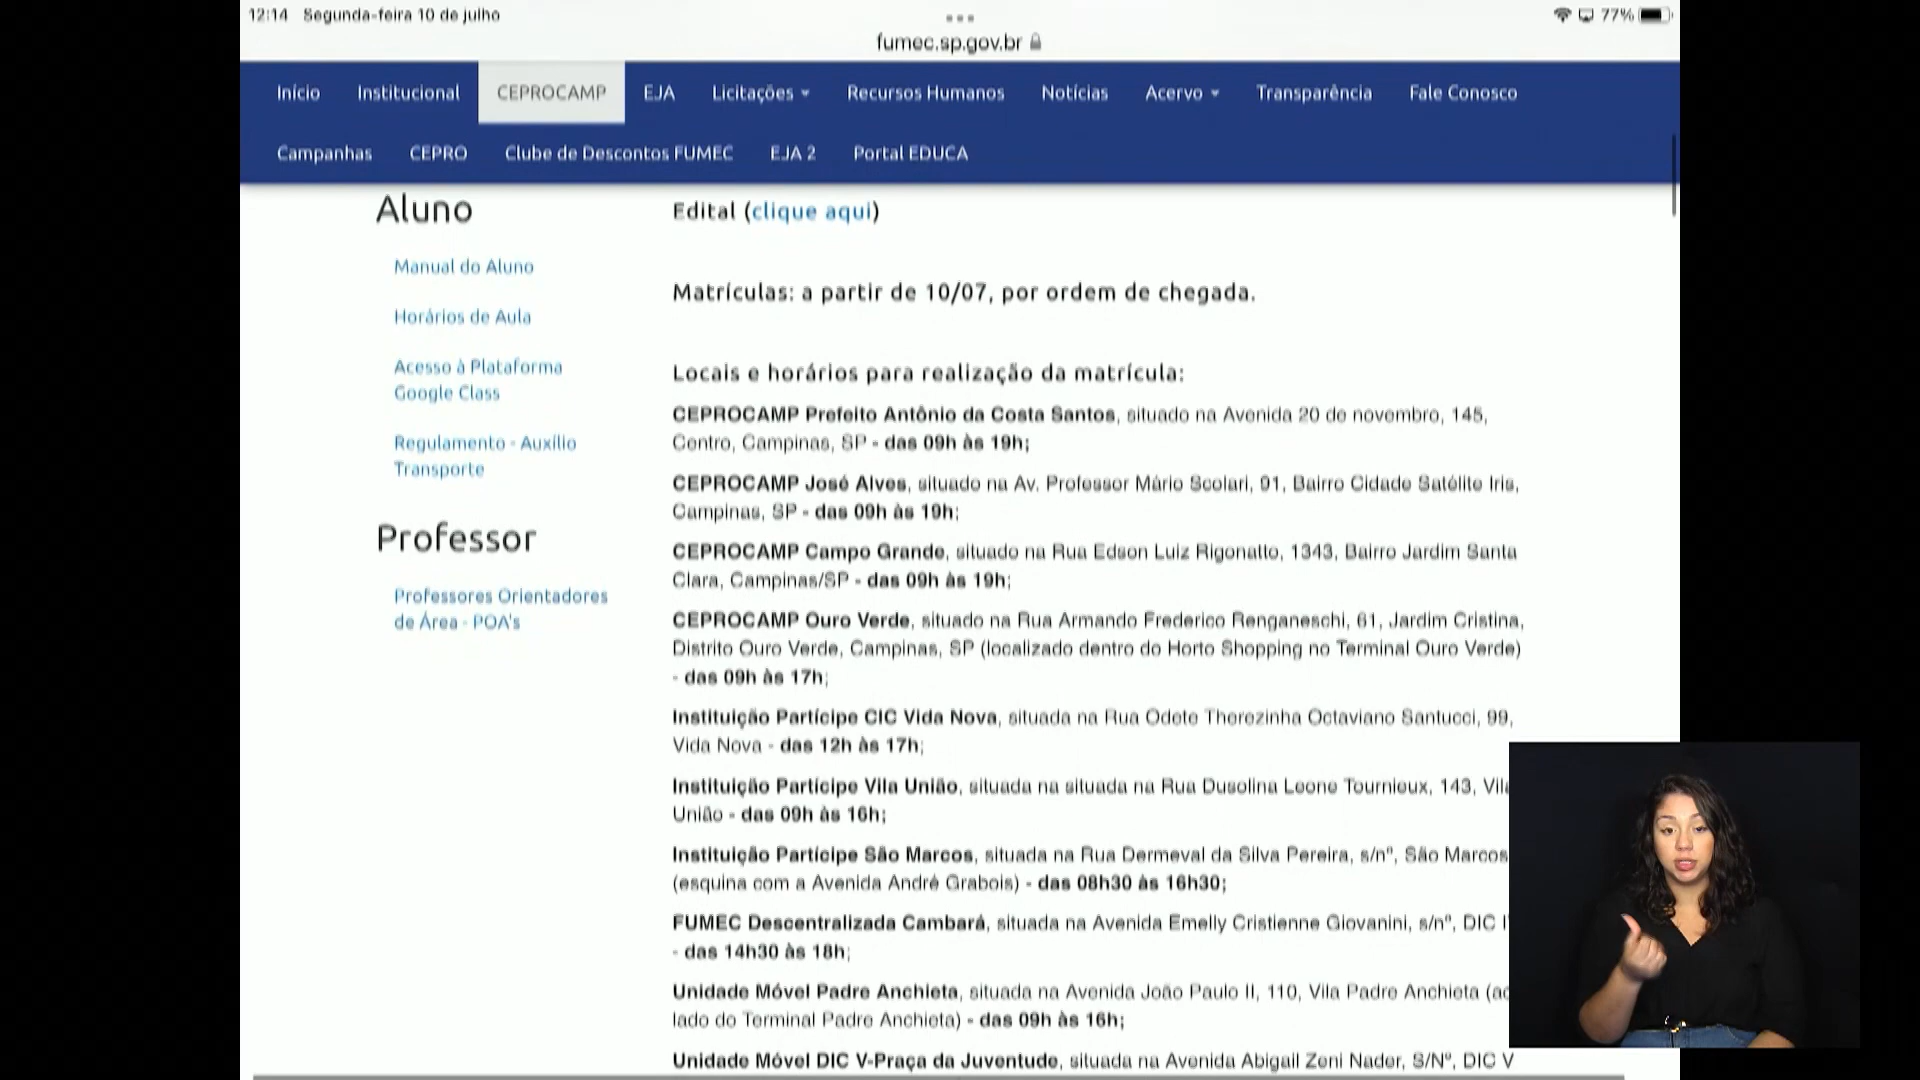 12:14 Segunda-feira 10 de julho
77%
fumec.sp.gov.br
Início Institucional CEPROCAMP EJA Licitações Recursos Humanos Notícias Acervo Transparência Fale Conosco
Campanhas CEPRO Clube de Descontos FUMEC EJA 2 Portal EDUCA
Aluno
Manual do Aluno
Horários de Aula
Acesso à Plataforma
Google Class
Regulamento - Auxílio
Transporte
Professor
Professores Orientadores
de Área - POA's
Edital (clique aqui)
Matrículas: a partir de 10/07, por ordem de chegada.
Locais e horários para realização da matrícula:
CEPROCAMP Prefeito Antônio da Costa Santos, situado na Avenida 20 de novembro, 145,
Centro, Campinas, SP - das 09h às 19h;
CEPROCAMP José Alves, situado na Av. Professor Mário Scolari, 91, Bairro Cidade Satélite Iris,
Campinas, SP - das 09h às 19h;
CEPROCAMP Campo Grande, situado na Rua Edson Luiz Rigonatto, 1343, Bairro Jardim Santa
Clara, Campinas/SP - das 09h às 19h;
CEPROCAMP Ouro Verde, situado na Rua Armando Frederico Renganeschi, 61, Jardim Cristina,
Distrito Ouro Verde, Campinas, SP (localizado dentro do Horto Shopping no Terminal Ouro Verde)
- das 09h às 17h;
Instituição Partícipe CIC Vida Nova, situada na Rua Odete Therezinha Octaviano Santucci, 99,
Vida Nova - das 12h às 17h;
Instituição Partícipe Vila União, situada na situada na Rua Dusolina Leone Tournieux, 143, Vila
União - das 09h às 16h;
Instituição Partícipe São Marcos, situada na Rua Dermeval da Silva Pereira, s/nº, São Marcos
(esquina com a Avenida André Grabois) - das 08h30 às 16h30;
FUMEC Descentralizada Cambará, situada na Avenida Emelly Cristienne Giovanini, s/nº, DIC
- das 14h30 às 18h;
Unidade Móvel Padre Anchieta, situada na Avenida João Paulo II, 110, Vila Padre Anchieta (ao
lado do Terminal Padre Anchieta) - das 09h às 16h;
Unidade Móvel DIC V-Praça da Juventude, situada na Avenida Abigail Zeni Nader, S/Nº, DIC V